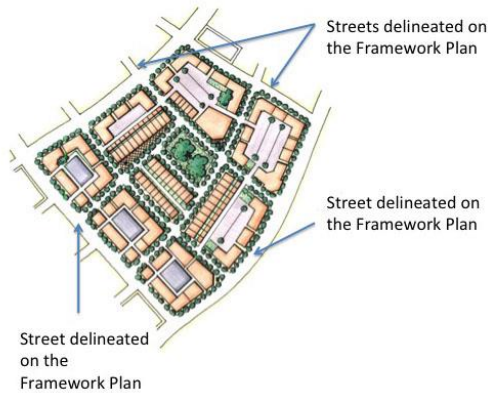 Streets delineated on
the Framework Plan
Street delineated on
the Framework Plan
Street delineated
on the
Framework Plan